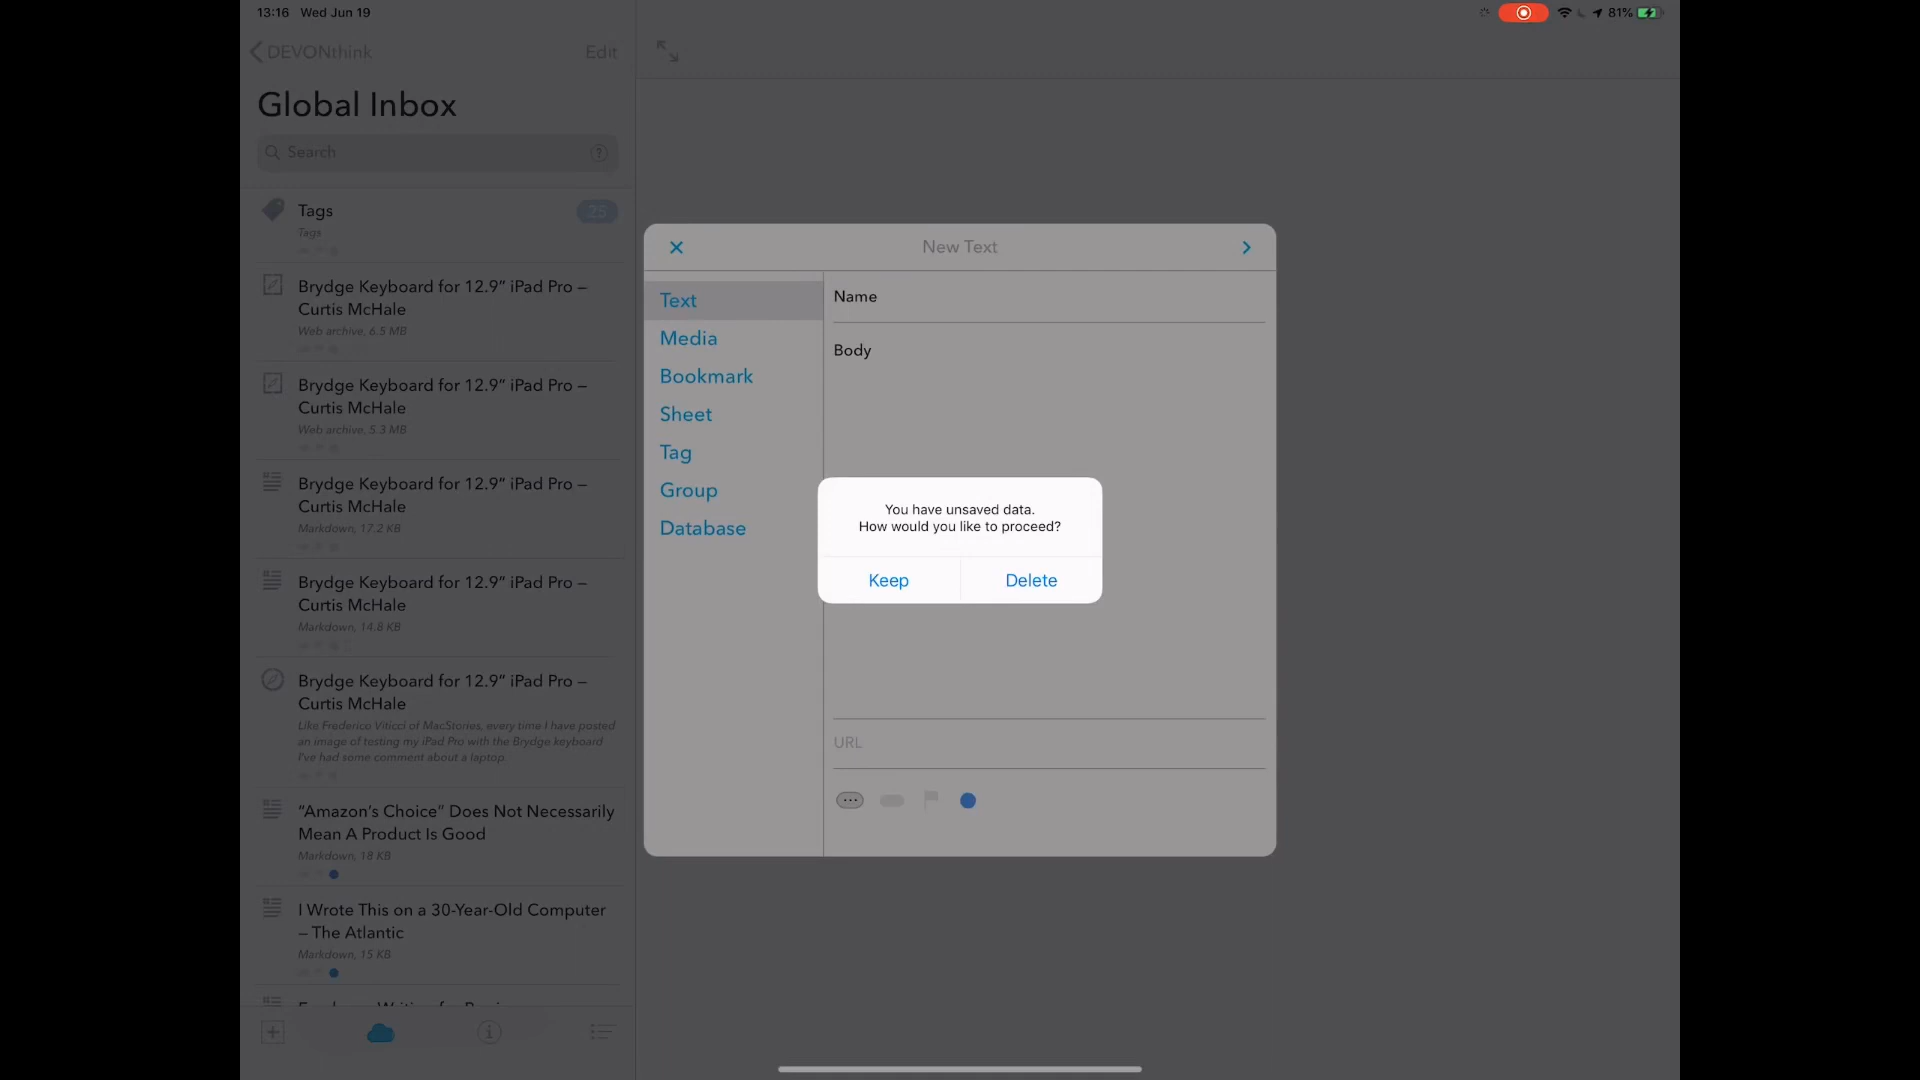 13:16 Wed Jun 19
81%
DEVONthink
Edit
Global Inbox
Search
?
Tags
25
Tags
Brydge Keyboard for 12.9” iPad Pro –
Curtis McHale
Web archive, 6.5 MB
Brydge Keyboard for 12.9” iPad Pro –
Curtis McHale
Web archive, 5.3 MB
Brydge Keyboard for 12.9” iPad Pro –
Curtis McHale
Markdown, 17.2 KB
Brydge Keyboard for 12.9” iPad Pro –
Curtis McHale
Markdown, 14.8 KB
Brydge Keyboard for 12.9” iPad Pro –
Curtis McHale
Like Frederico Viticci of MacStories, every time I have posted
an image of testing my iPad Pro with the Brydge keyboard
I’ve had some comment about a laptop.
“Amazon’s Choice” Does Not Necessarily
Mean A Product Is Good
Markdown, 18 KB
I Wrote This on a 30-Year-Old Computer
– The Atlantic
Markdown, 15 KB
New Text
Text
Media
Bookmark
Sheet
Tag
Group
Database
Name
Body
URL
You have unsaved data.
How would you like to proceed?
Keep
Delete